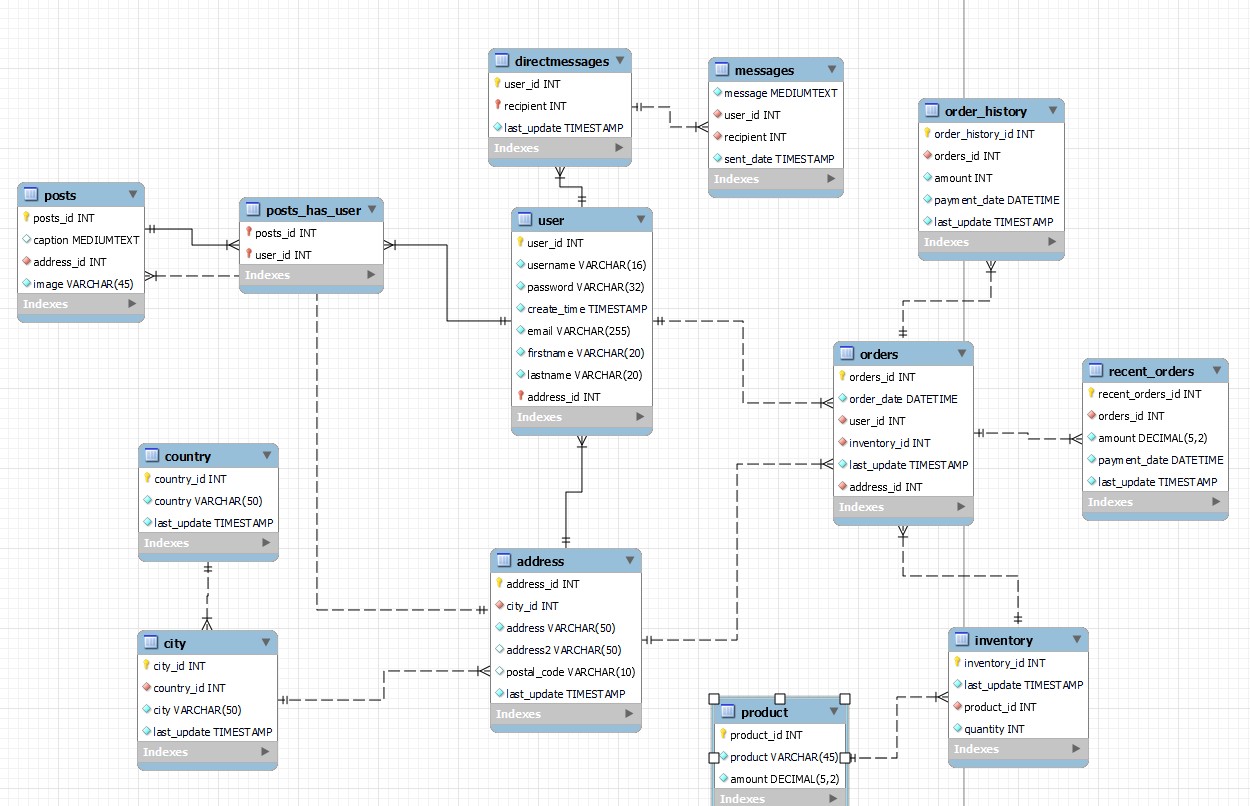 directmessages
user_id INT
recipient INT
last_update TIMESTAMP
Indexes
messages
message MEDIUMTEXT
user_id INT
recipient INT
sent_date TIMESTAMP
Indexes
order_history
order_history_id INT
orders_id INT
amount INT
payment_date DATETIME
last_update TIMESTAMP
Indexes
posts
posts_id INT
caption MEDIUMTEXT
address_id INT
image VARCHAR(45)
Indexes
posts_has_user
posts_id INT
user_id INT
Indexes
user
user_id INT
username VARCHAR(16)
password VARCHAR(32)
create_time TIMESTAMP
email VARCHAR(255)
firstname VARCHAR(20)
lastname VARCHAR(20)
address_id INT
Indexes
orders
orders_id INT
order_date DATETIME
user_id INT
inventory_id INT
last_update TIMESTAMP
address_id INT
Indexes
recent_orders
recent_orders_id INT
orders_id INT
amount DECIMAL(5,2)
payment_date DATETIME
last_update TIMESTAMP
Indexes
country
country_id INT
country VARCHAR(50)
last_update TIMESTAMP
Indexes
address
address_id INT
city_id INT
address VARCHAR(50)
address2 VARCHAR(50)
postal_code VARCHAR(10)
last_update TIMESTAMP
Indexes
city
city_id INT
country_id INT
city VARCHAR(50)
last_update TIMESTAMP
Indexes
inventory
inventory_id INT
last_update TIMESTAMP
product_id INT
quantity INT
Indexes
product
product_id INT
product VARCHAR(45)
amount DECIMAL(5,2)
Indexes